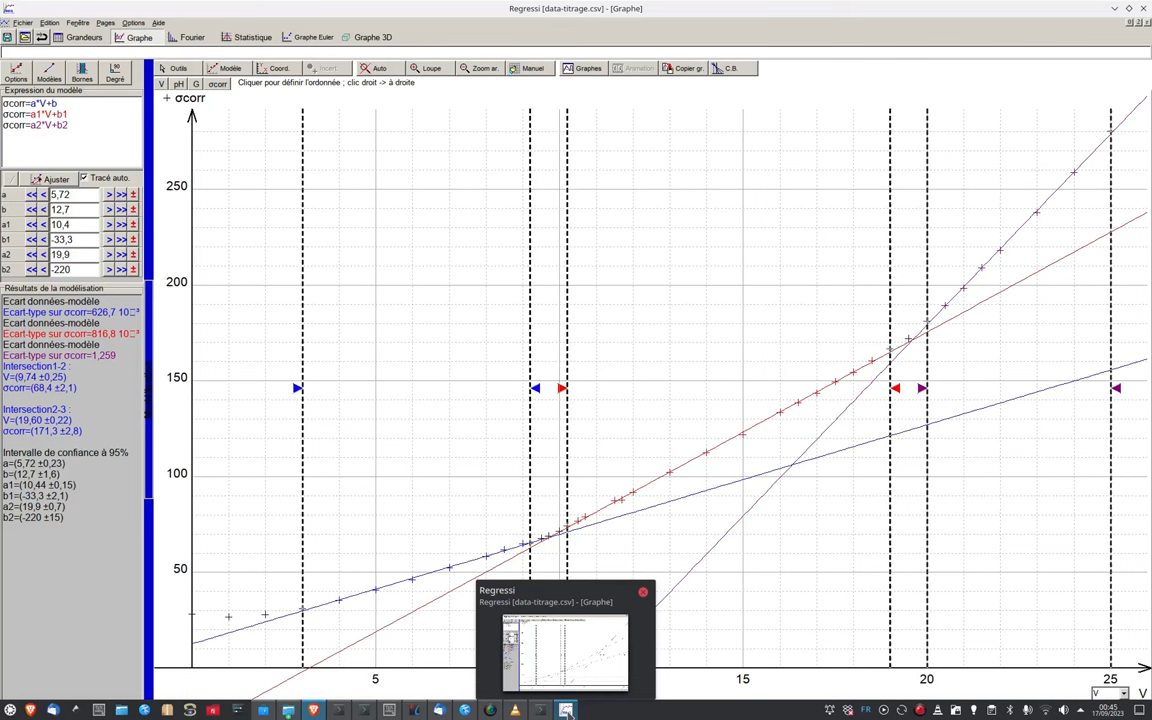 Regressi [data-titrage.csv] - [Graphe]
Fichier Edition Fenêtre Pages Options Aide
Grandeurs Graphe Fourier Statistique Graphe Euler Graphe 3D
Options Modèles Bornes Degré
Outils Modèle Coord. Insert. Auto Loupe Zoom ar. Manuel Graphes Animation Copier gr. C.B.
V pH G σcorr Cliquer pour définir l'ordonnée ; clic droit -> à droite
Expression du modèle
σcorr=a*V+b
σcorr=a1*V+b1
σcorr=a2*V+b2
Ajuster Tracé auto.
a << < 5,72 > >> ±
b << < 12,7 > >> ±
a1 << < 10,4 > >> ±
b1 << < -33,3 > >> ±
a2 << < 19,9 > >> ±
b2 << < -220 > >> ±
Résultats de la modélisation
Ecart données-modèle
Ecart-type sur σcorr=626,7 10
Ecart données-modèle
Ecart-type sur σcorr=816,8 10
Ecart données-modèle
Ecart-type sur σcorr=1,259
Intersection1-2 :
V=(9,74 ±0,25)
σcorr=(68,4 ±2,1)
Intersection2-3 :
V=(19,60 ±0,22)
σcorr=(171,3 ±2,8)
Intervalle de confiance à 95%
a=(5,72 ±0,23)
b=(12,7 ±1,6)
a1=(10,44 ±0,15)
b1=(-33,3 ±2,1)
a2=(19,9 ±0,7)
b2=(-220 ±15)
σcorr
250
200
150
100
50
5 15 20 25
V
V
Regressi
Regressi [data-titrage.csv] - [Graphe]
FR
00:45
17/09/2023